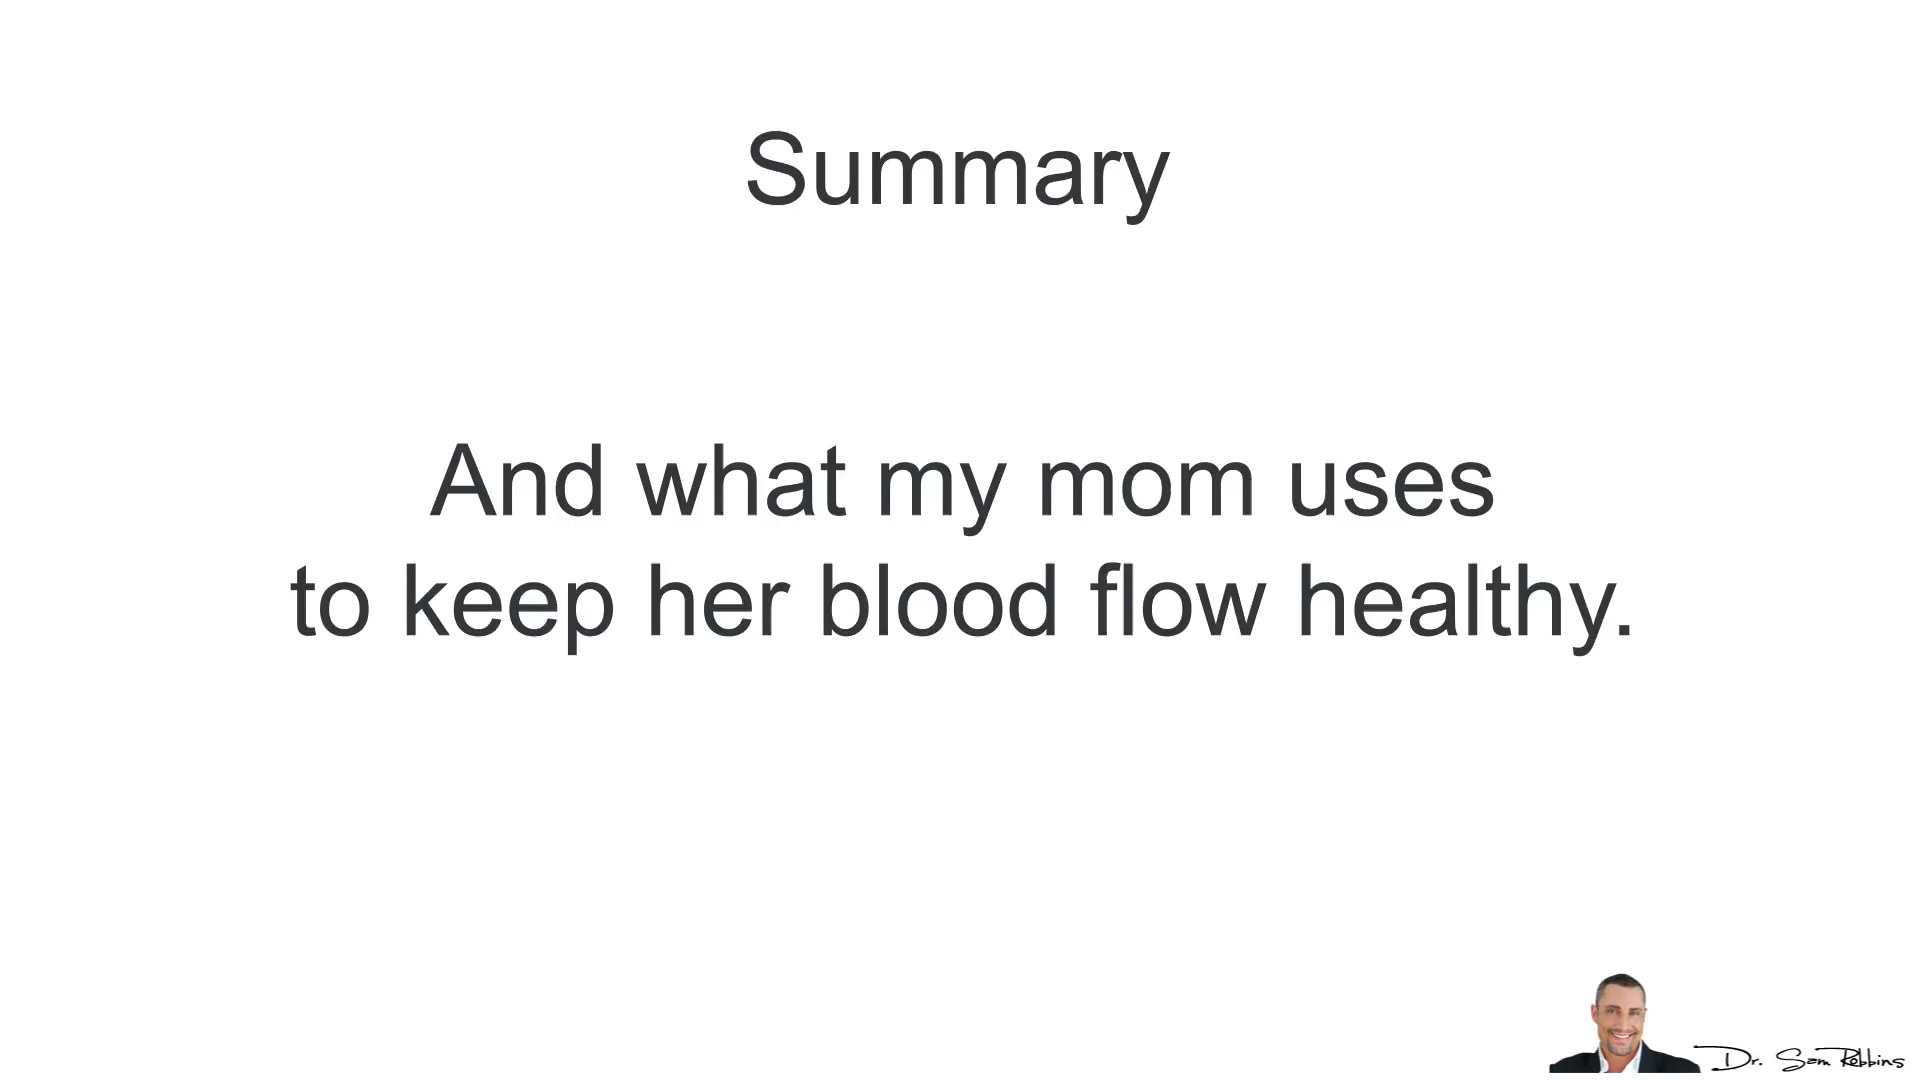 Summary
And what my mom uses
to keep her blood flow healthy.
Dr. Sam Robbins